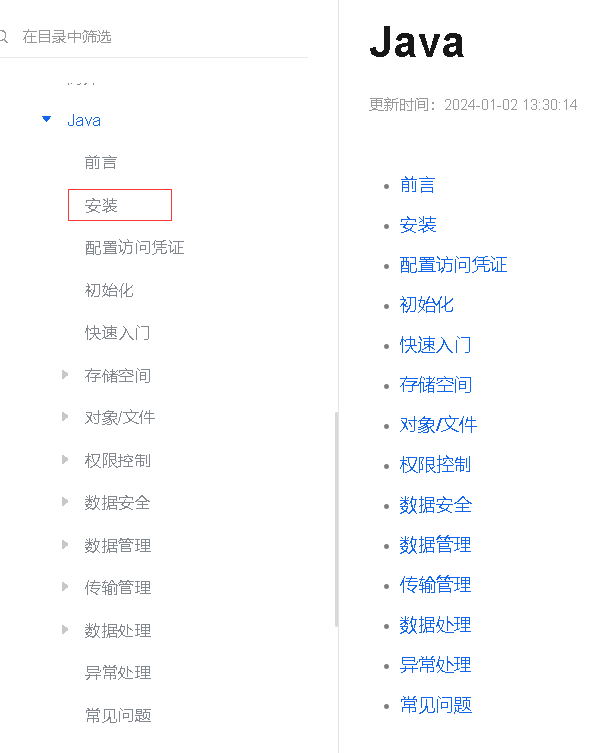 在目录中筛选
Java
前言
安装
配置访问凭证
初始化
快速入门
存储空间
对象/文件
权限控制
数据安全
数据管理
传输管理
数据处理
异常处理
常见问题
Java
更新时间：2024-01-02 13:30:14
前言
安装
配置访问凭证
初始化
快速入门
存储空间
对象/文件
权限控制
数据安全
数据管理
传输管理
数据处理
异常处理
常见问题